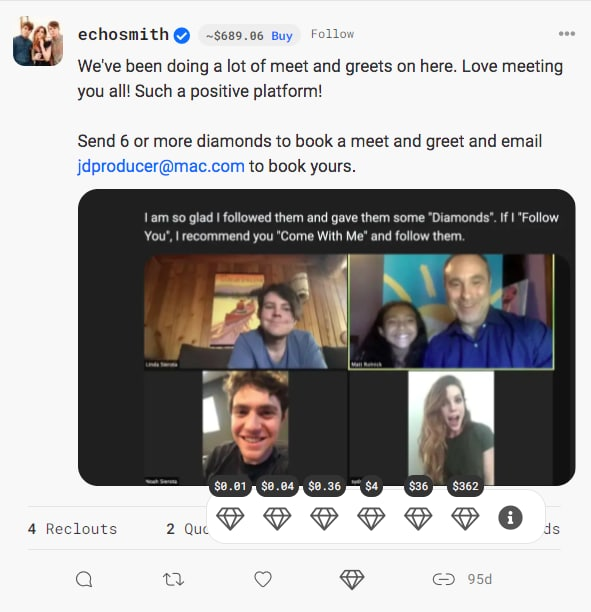 echosmith ~$689.06 Buy Follow
We've been doing a lot of meet and greets on here. Love meeting
you all! Such a positive platform!
Send 6 or more diamonds to book a meet and greet and email
jdproducer@mac.com to book yours.
I am so glad I followed them and gave them some "Diamonds". If I "Follow
You", I recommend you "Come With Me" and follow them.
Linda Sierota
Matt Rutnick
Noah Sierota
$0.01 $0.04 $0.36 $4 $36 $362
4 Reclouts 2 Quo ds
95d